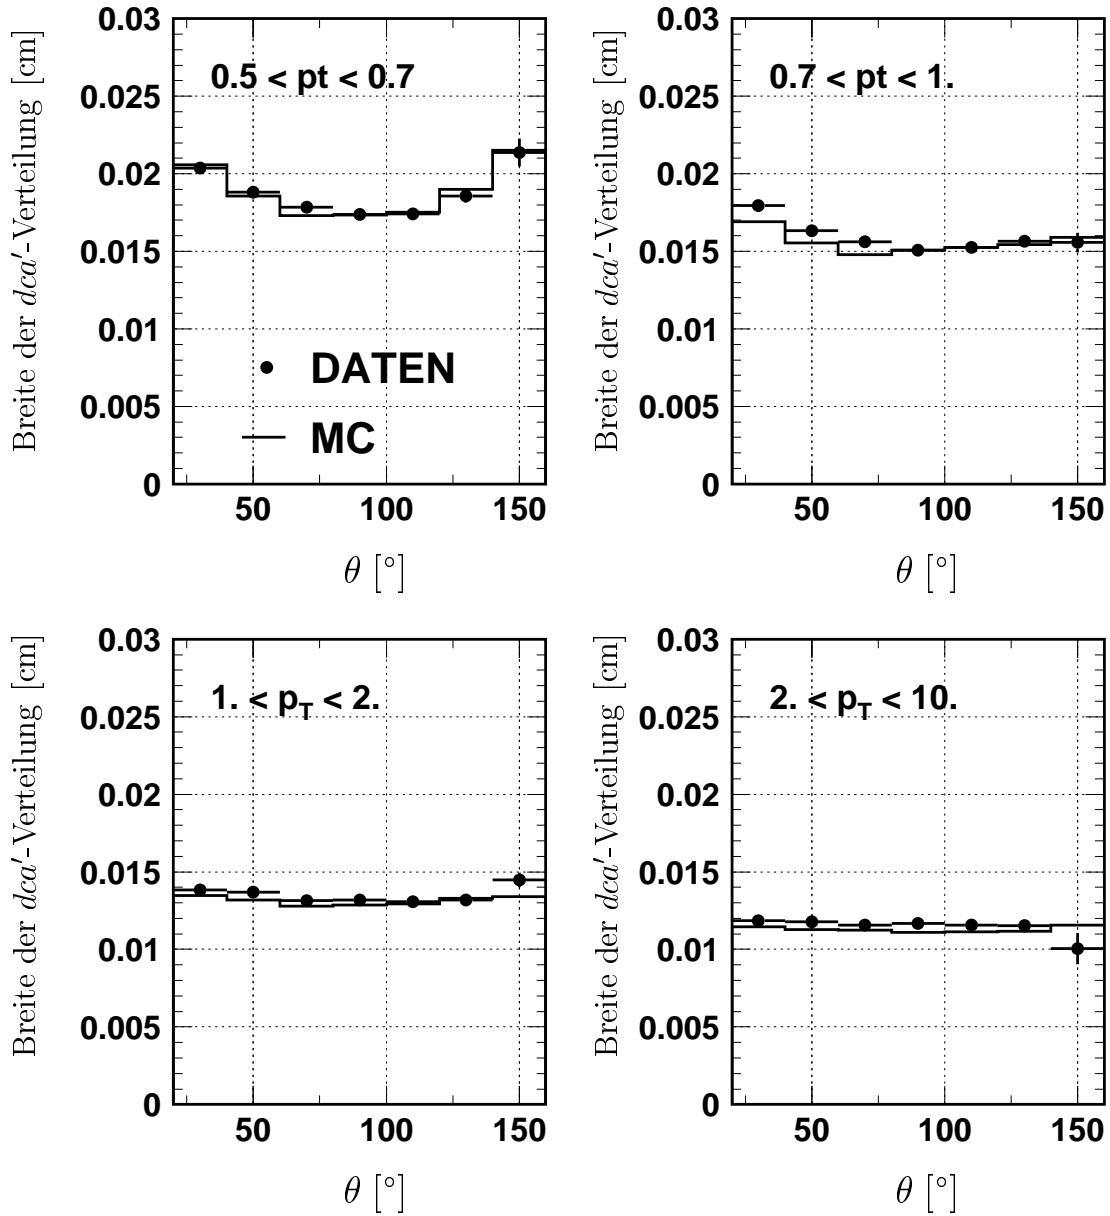 Breite der dca′-Verteilung [cm]
0.03
0.025
0.02
0.015
0.01
0.005
0
0.5 < pt < 0.7
DATEN
MC
50
100
150
θ [°]
Breite der dca′-Verteilung [cm]
0.03
0.025
0.02
0.015
0.01
0.005
0
0.7 < pt < 1.
50
100
150
θ [°]
Breite der dca′-Verteilung [cm]
0.03
0.025
0.02
0.015
0.01
0.005
0
1. < p_T < 2.
50
100
150
θ [°]
Breite der dca′-Verteilung [cm]
0.03
0.025
0.02
0.015
0.01
0.005
0
2. < p_T < 10.
50
100
150
θ [°]